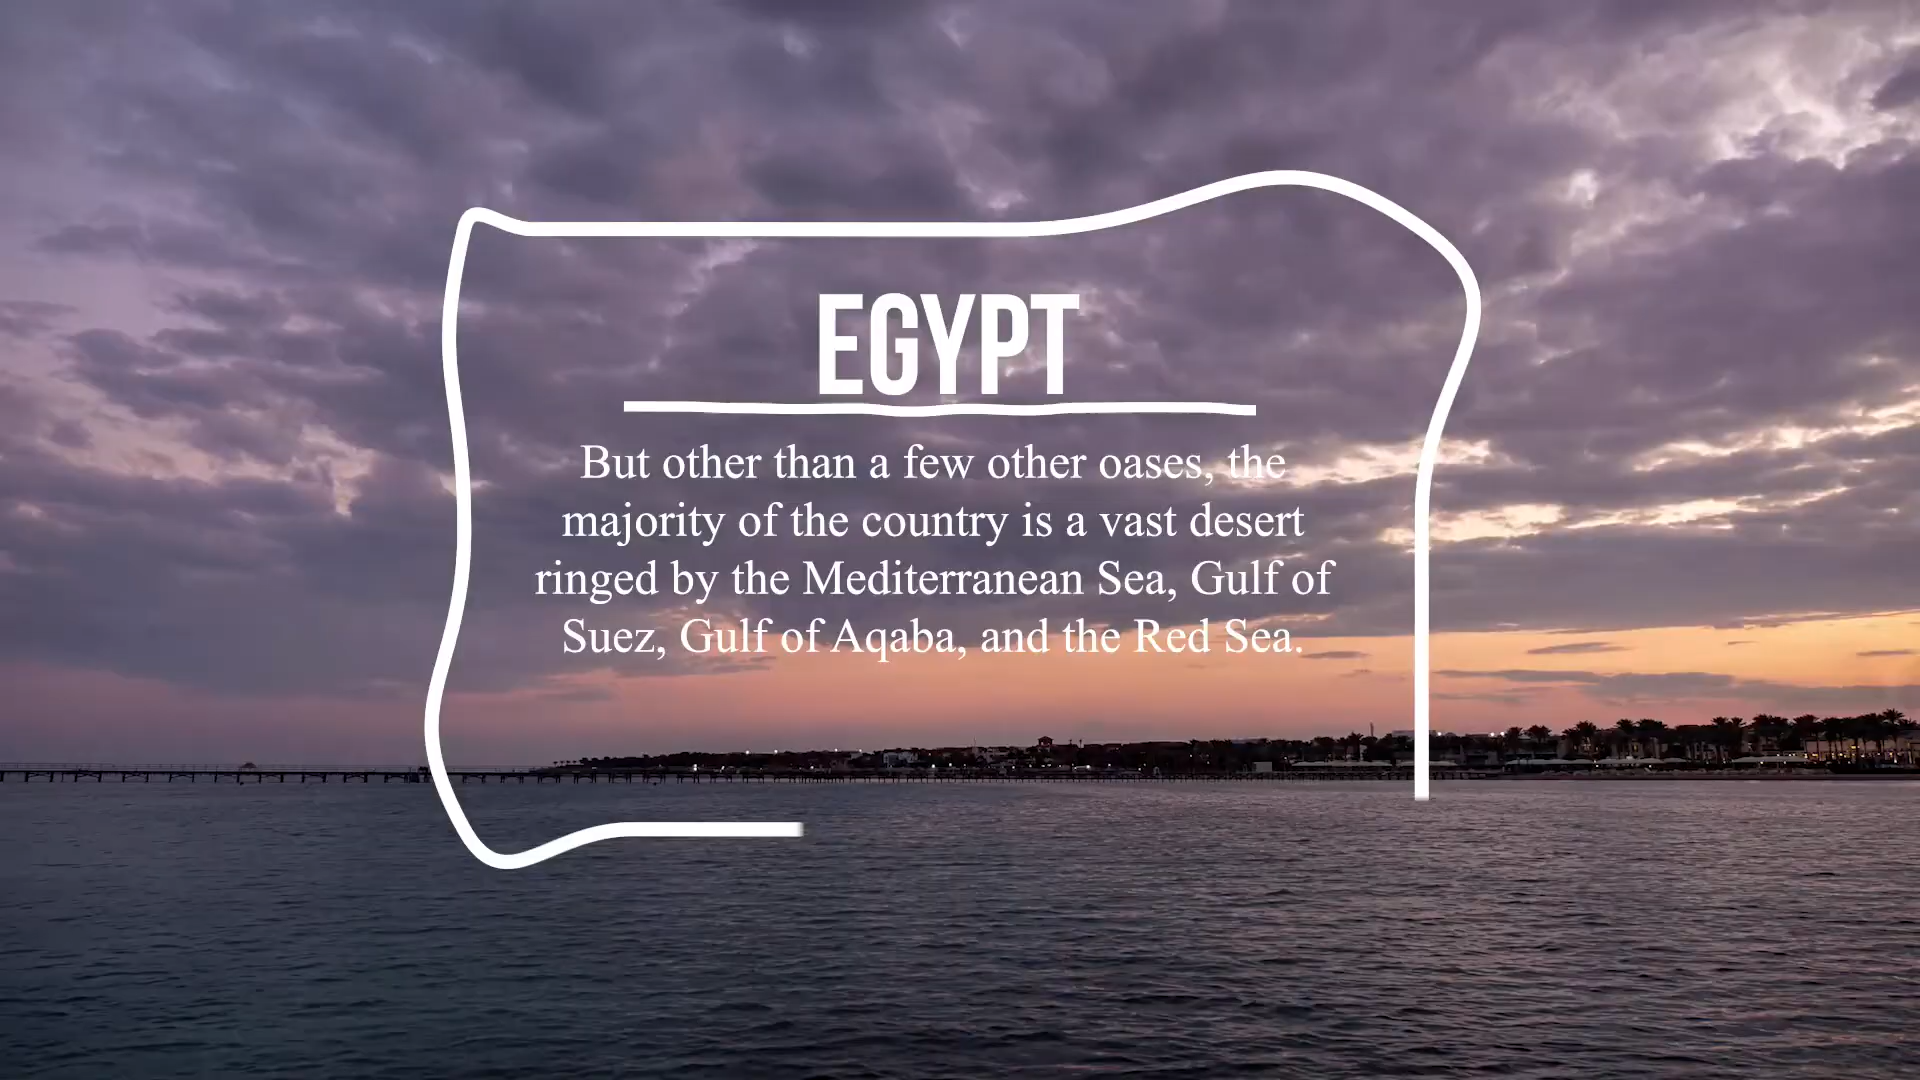 EGYPT
But other than a few other oases, the
majority of the country is a vast desert
ringed by the Mediterranean Sea, Gulf of
Suez, Gulf of Aqaba, and the Red Sea.